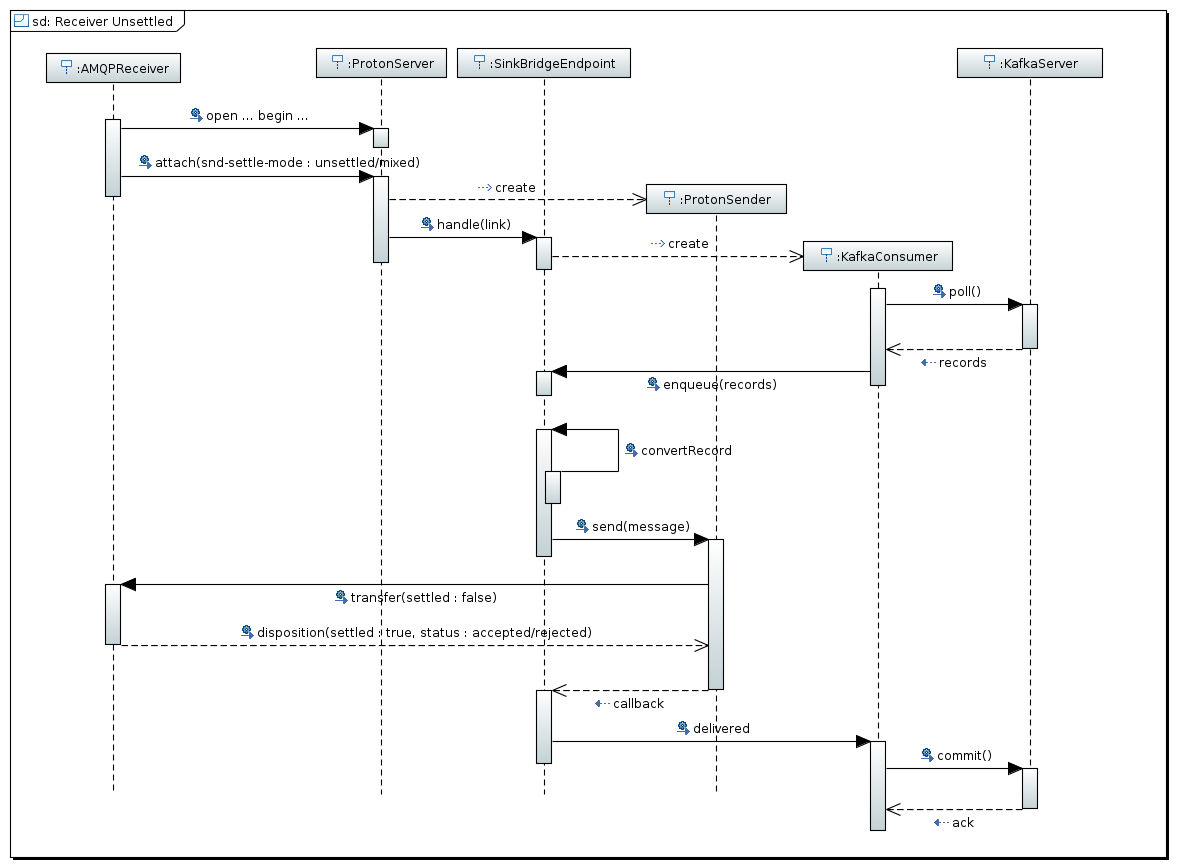 sd: Receiver Unsettled
:AMQPReceiver
:ProtonServer
:SinkBridgeEndpoint
:KafkaServer
open ... begin ...
attach(snd-settle-mode : unsettled/mixed)
create
:ProtonSender
handle(link)
create
:KafkaConsumer
poll()
records
enqueue(records)
convertRecord
send(message)
transfer(settled : false)
disposition(settled : true, status : accepted/rejected)
callback
delivered
commit()
ack